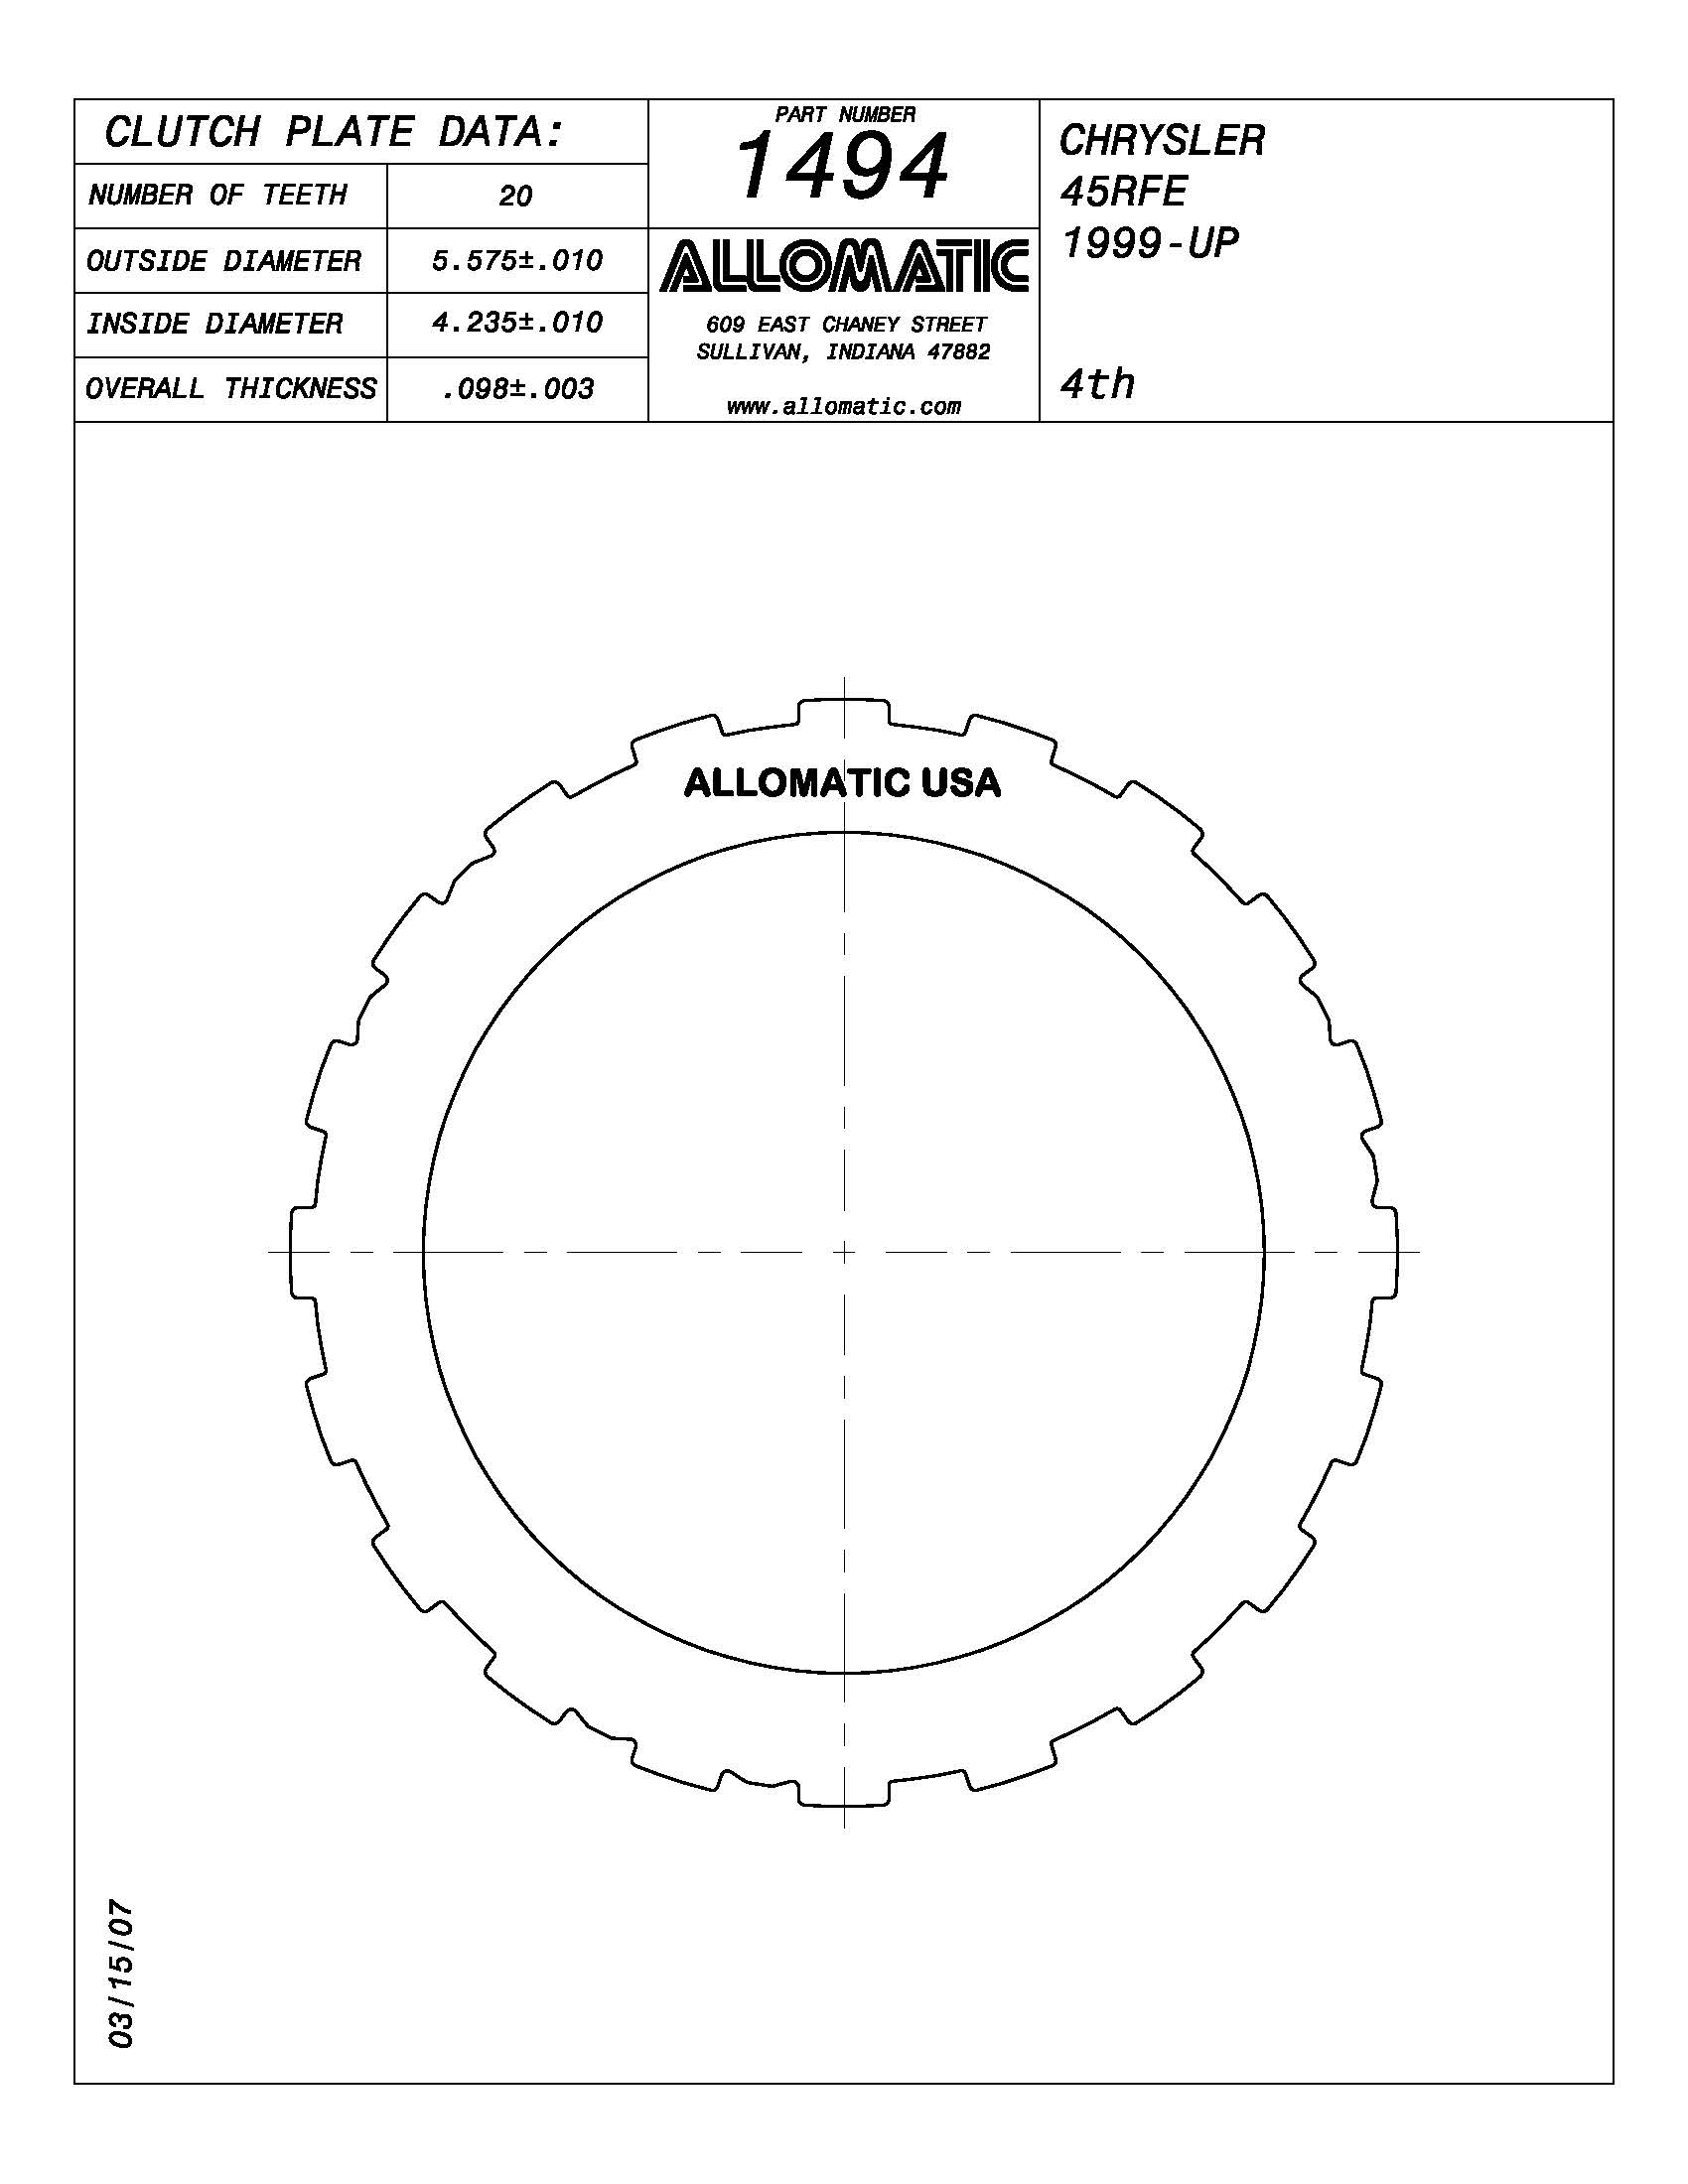 CLUTCH PLATE DATA:
NUMBER OF TEETH 20
OUTSIDE DIAMETER 5.575±.010
INSIDE DIAMETER 4.235±.010
OVERALL THICKNESS .098±.003
PART NUMBER
1494
ALLOMATIC
609 EAST CHANEY STREET
SULLIVAN, INDIANA 47882
www.allomatic.com
CHRYSLER
45RFE
1999-UP
4th
ALLOMATIC USA
03/15/07